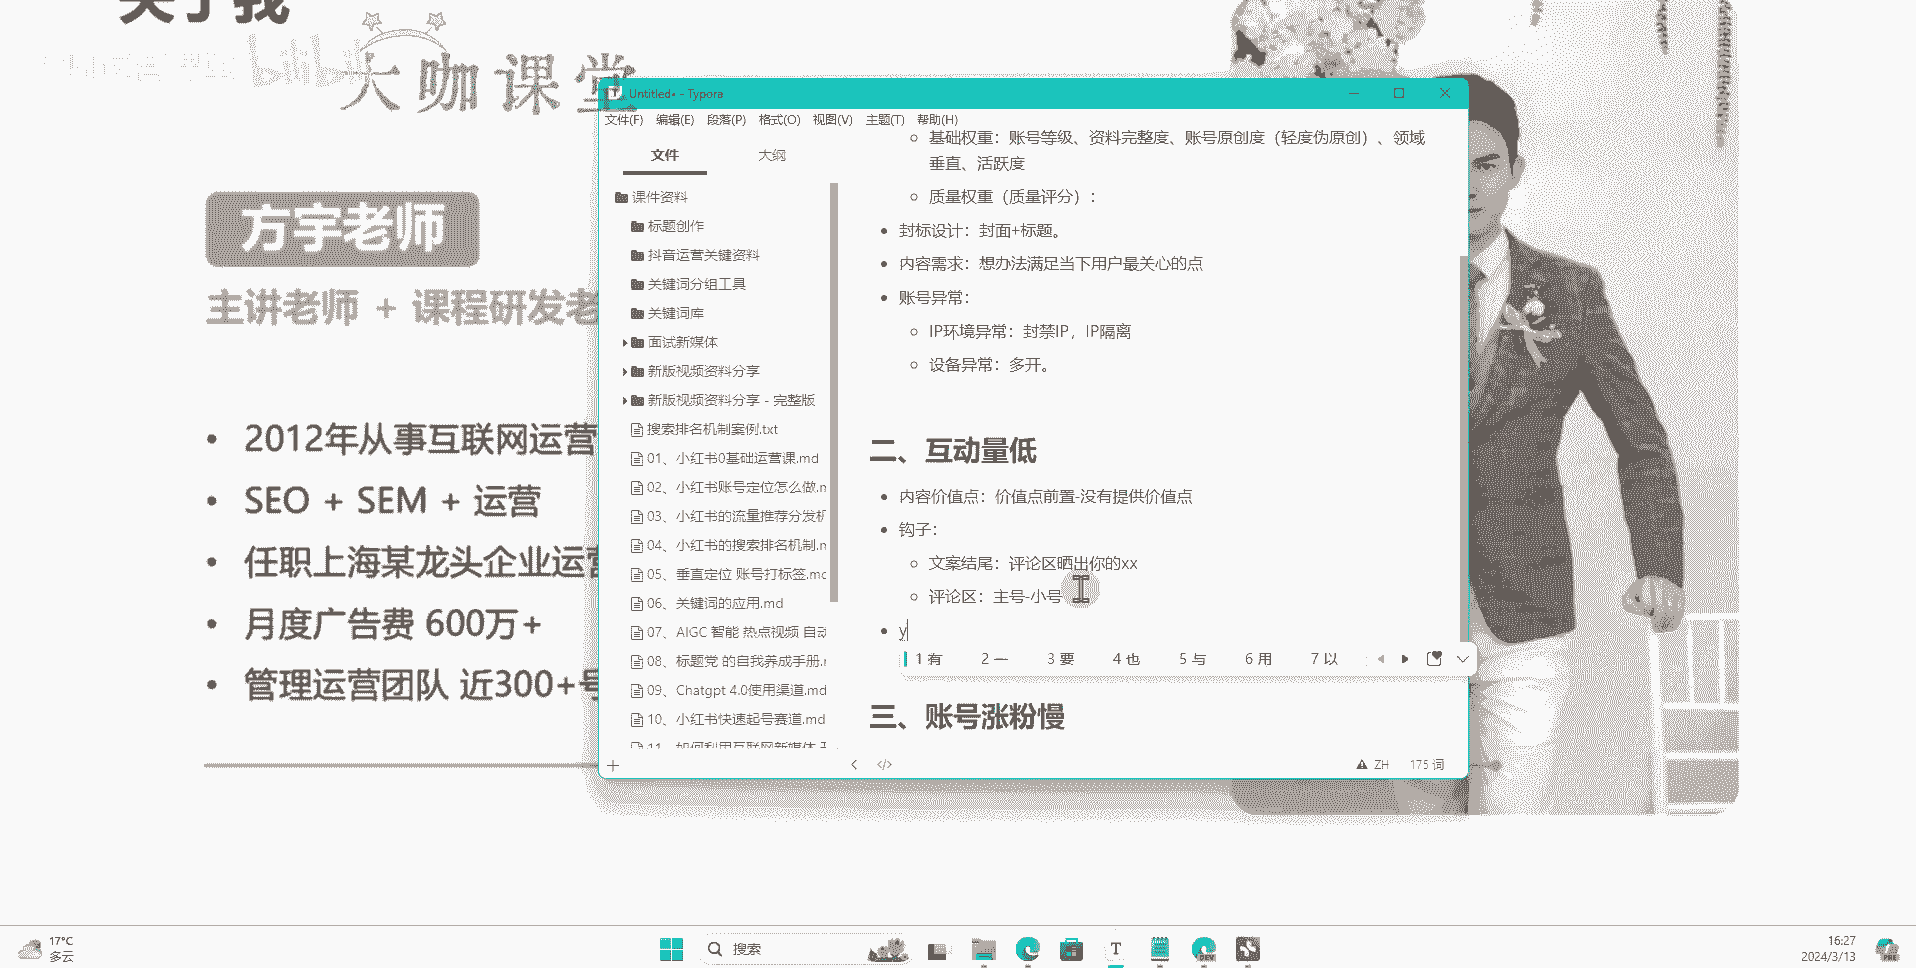 关于我
bilibili
大咖课堂
方宇老师
主讲老师 + 课程研发老
2012年从事互联网运营
SEO + SEM + 运营
任职上海某龙头企业运营
月度广告费 600万+
管理运营团队 近300+号
Untitled• - Typora
文件(F) 编辑(E) 段落(P) 格式(O) 视图(V) 主题(T) 帮助(H)
文件 大纲
课件资料
标题创作
抖音运营关键资料
关键词分组工具
关键词库
面试新媒体
新版视频资料分享
新版视频资料分享 - 完整版
搜索排名机制案例.txt
01、小红书0基础运营课.md
02、小红书账号定位怎么做.m
03、小红书的流量推荐分发机
04、小红书的搜索排名机制.m
05、垂直定位 账号打标签.mc
06、关键词的应用.md
07、AIGC 智能 热点视频 自动
08、标题党 的自我养成手册.r
09、Chatgpt 4.0使用渠道.md
10、小红书快速起号赛道.md
11、如何利用互联网新媒体
基础权重：账号等级、资料完整度、账号原创度（轻度伪原创）、领域
垂直、活跃度
质量权重（质量评分）：
封标设计：封面+标题。
内容需求：想办法满足当下用户最关心的点
账号异常：
IP环境异常：封禁IP，IP隔离
设备异常：多开。
二、互动量低
内容价值点：价值点前置-没有提供价值点
钩子：
文案结尾：评论区晒出你的xx
评论区：主号-小号
y
1 有 2 一 3 要 4 也 5 与 6 用 7 以
三、账号涨粉慢
ZH 175 词
17°C
多云
搜索
T
DEV
PRE
16:27
2024/3/13